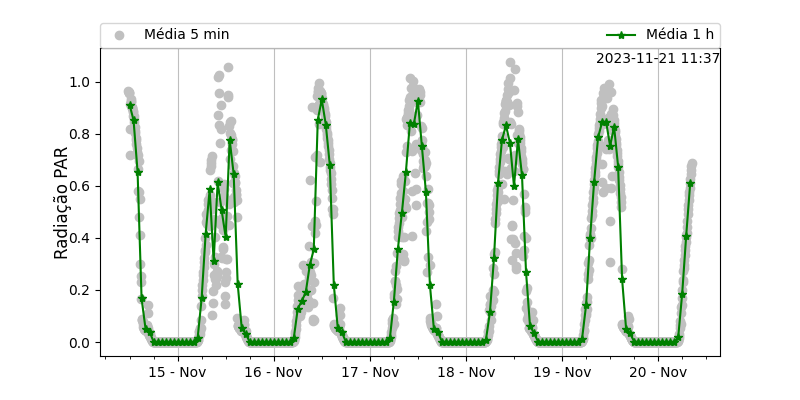 Média 5 min
Média 1 h
2023-11-21 11:37
Radiação PAR
1.0
0.8
0.6
0.4
0.2
0.0
15 - Nov
16 - Nov
17 - Nov
18 - Nov
19 - Nov
20 - Nov